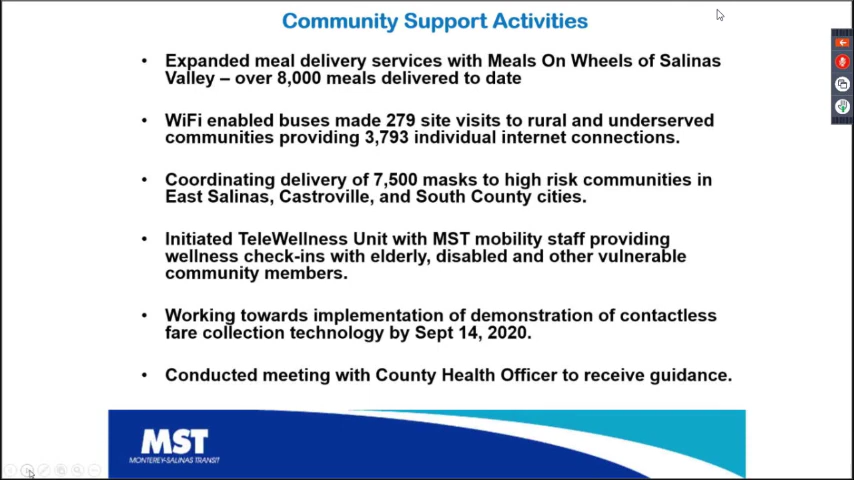 Community Support Activities
• Expanded meal delivery services with Meals On Wheels of Salinas
Valley – over 8,000 meals delivered to date
• WiFi enabled buses made 279 site visits to rural and underserved
communities providing 3,793 individual internet connections.
• Coordinating delivery of 7,500 masks to high risk communities in
East Salinas, Castroville, and South County cities.
• Initiated TeleWellness Unit with MST mobility staff providing
wellness check-ins with elderly, disabled and other vulnerable
community members.
• Working towards implementation of demonstration of contactless
fare collection technology by Sept 14, 2020.
• Conducted meeting with County Health Officer to receive guidance.
MST
MONTEREY-SALINAS TRANSIT